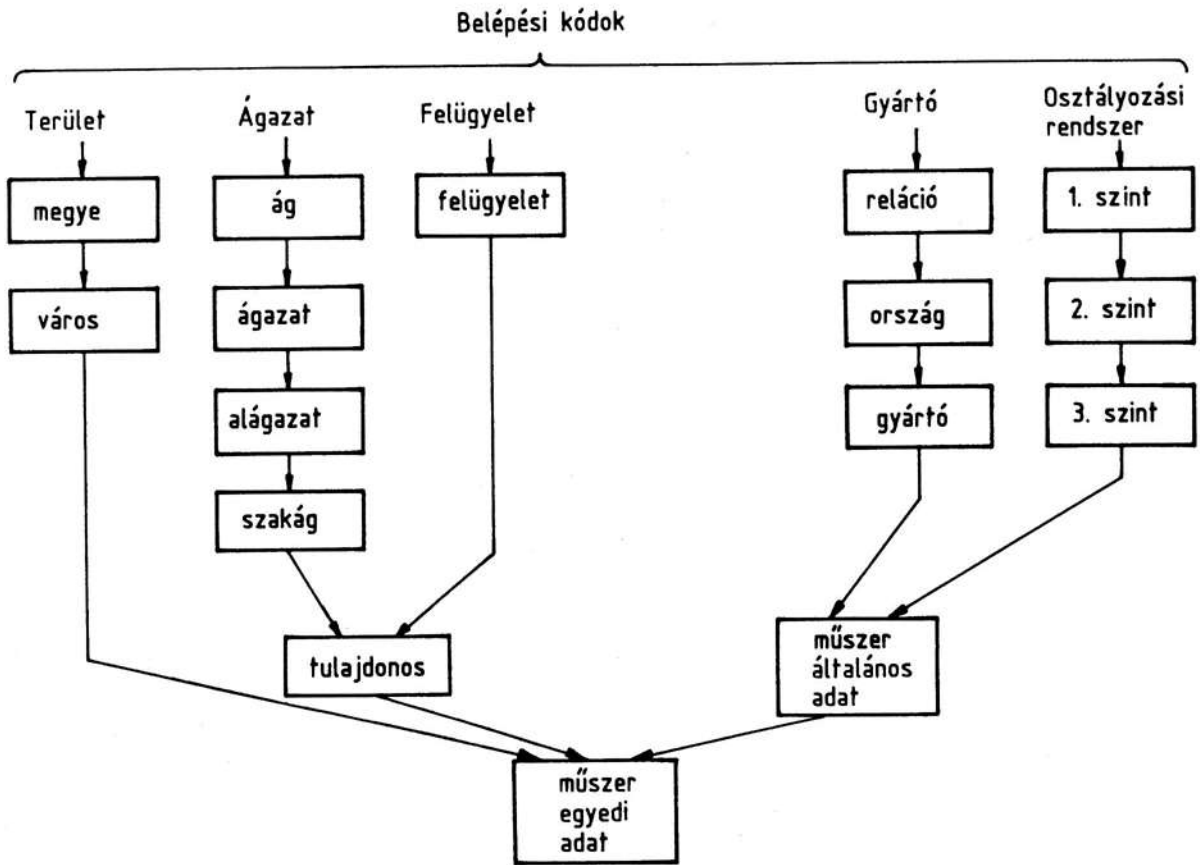 Belépési kódok
Terület
Ágazat
Felügyelet
Gyártó
Osztályozási
rendszer
megye
ág
felügyelet
reláció
1. szint
város
ágazat
ország
2. szint
alágazat
gyártó
3. szint
szakág
tulajdonos
műszer
általános
adat
műszer
egyedi
adat